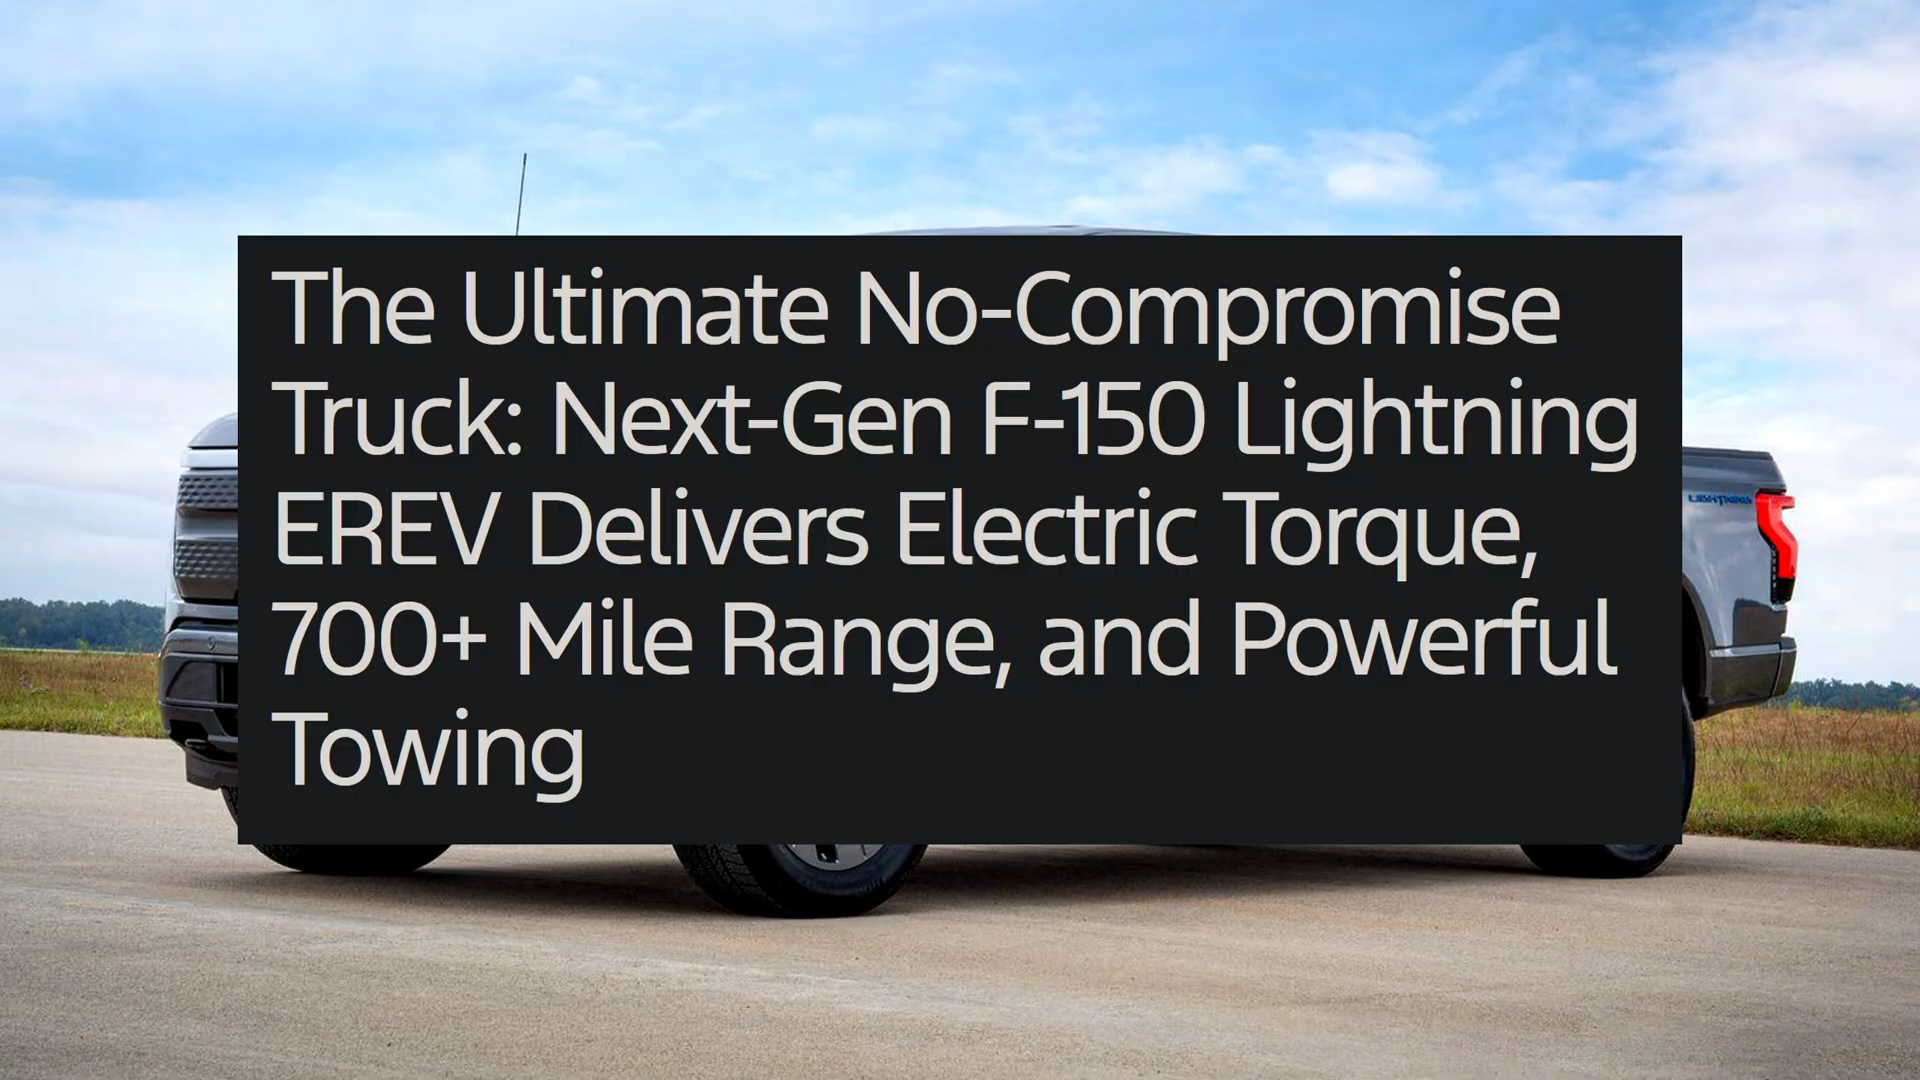 The Ultimate No-Compromise
Truck: Next-Gen F-150 Lightning
EREV Delivers Electric Torque,
700+ Mile Range, and Powerful
Towing
LIGHTNING